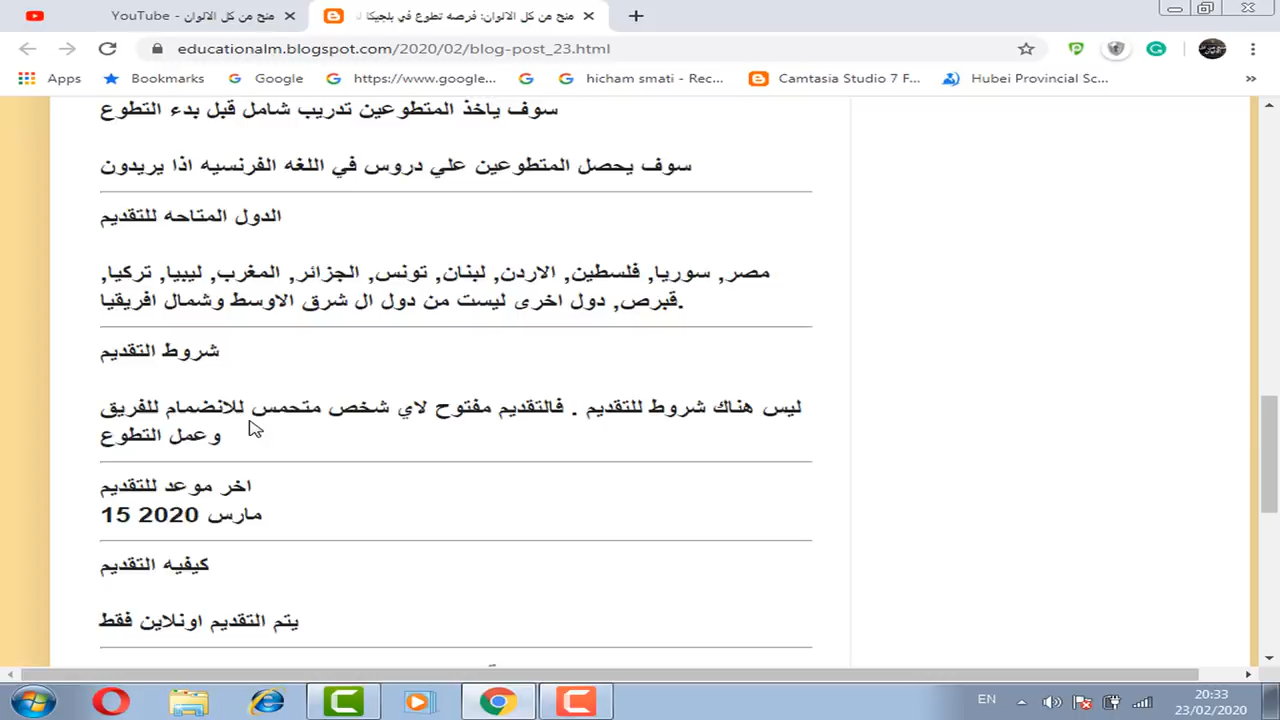 منح من كل الالوان - YouTube
منح من كل الالوان: فرصه تطوع في بلجيكا ل
educationalm.blogspot.com/2020/02/blog-post_23.html
Apps
Bookmarks
Google
https://www.google...
hicham smati - Rec...
Camtasia Studio 7 F...
Hubei Provincial Sc...
»
سوف ياخذ المتطوعين تدريب شامل قبل بدء التطوع
سوف يحصل المتطوعين علي دروس في اللغه الفرنسيه اذا يريدون
الدول المتاحه للتقديم
مصر, سوريا, فلسطين, الاردن, لبنان, تونس, الجزائر, المغرب, ليبيا, تركيا,
قبرص, دول اخرى ليست من دول ال شرق الاوسط وشمال افريقيا.
شروط التقديم
ليس هناك شروط للتقديم . فالتقديم مفتوح لاي شخص متحمس للانضمام للفريق
وعمل التطوع
اخر موعد للتقديم
15 مارس 2020
كيفيه التقديم
يتم التقديم اونلاين فقط
EN
20:33
23/02/2020